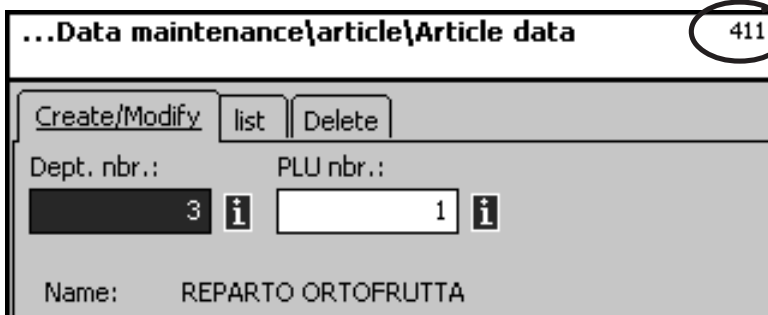 ...Data maintenance\article\Article data 411
Create/Modify list Delete
Dept. nbr.: PLU nbr.:
3 i 1 i
Name: REPARTO ORTOFRUTTA